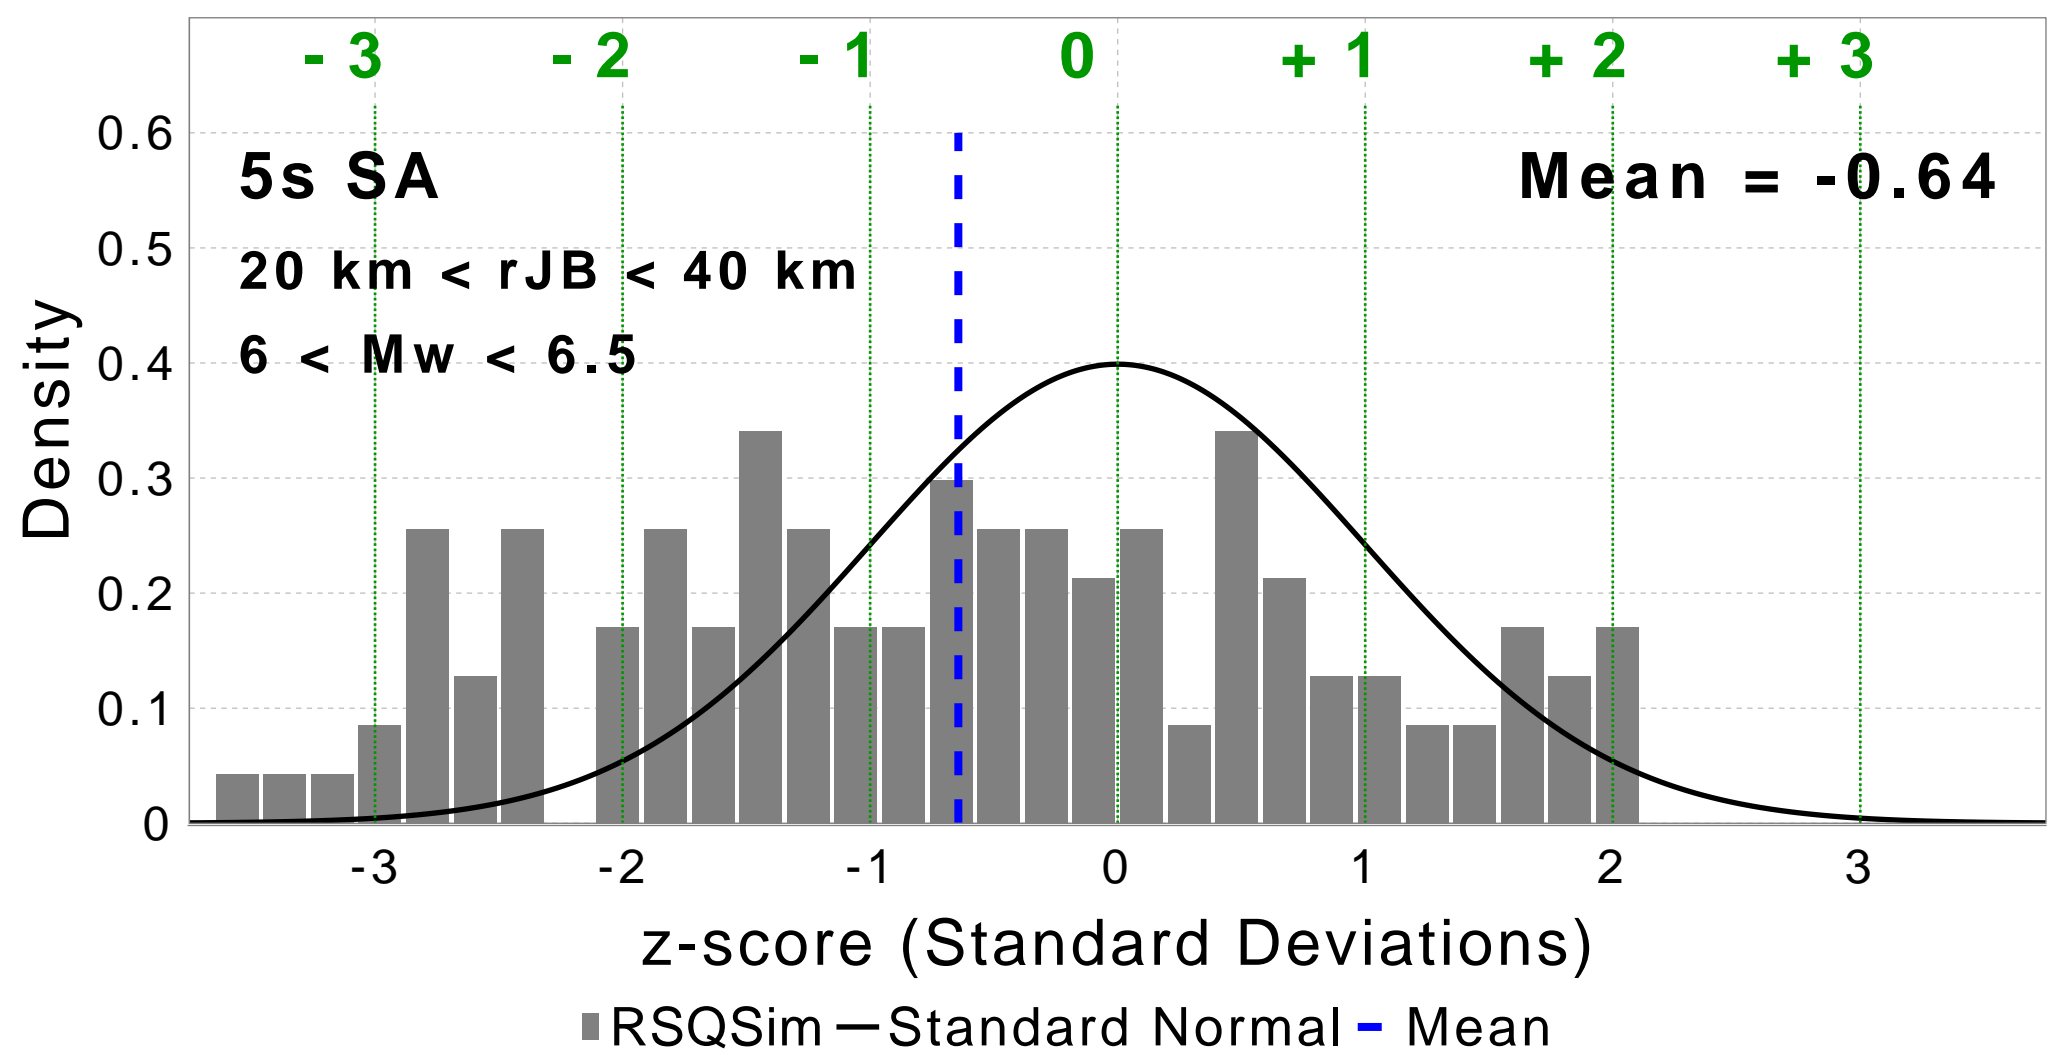 - 3 - 2 - 1 0 + 1 + 2 + 3
0.6
5s SA
Mean = -0.64
0.5
20 km < rJB < 40 km
6 < Mw < 6.5
0.4
0.3
0.2
0.1
0
Density
-3 -2 -1 0 1 2 3
z-score (Standard Deviations)
RSQSim Standard Normal Mean